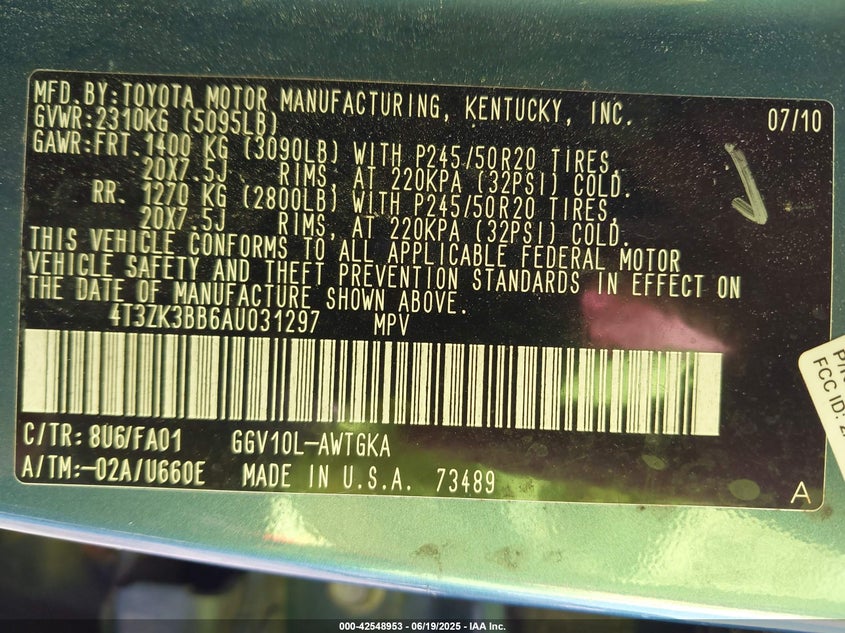 MFD.BY:TOYOTA MOTOR MANUFACTURING, KENTUCKY, INC. 07/10
GVWR:2310KG (5095LB)
GAWR:FRT.1400 KG (3090LB) WITH P245/50R20 TIRES,
20X7.5J RIMS, AT 220KPA (32PSI) COLD.
RR. 1270 KG (2800LB) WITH P245/50R20 TIRES,
20X7.5J RIMS, AT 220KPA (32PSI) COLD.
THIS VEHICLE CONFORMS TO ALL APPLICABLE FEDERAL MOTOR
VEHICLE SAFETY AND THEFT PREVENTION STANDARDS IN EFFECT ON
THE DATE OF MANUFACTURE SHOWN ABOVE.
4T3ZK3BB6AU031297 MPV
C/TR: 8U6/FA01 GGV10L-AWTGKA
A/TM:-02A/U660E MADE IN U.S.A. 73489 A
FCC ID:
000-42548953 - 06/19/2025 - IAA Inc.